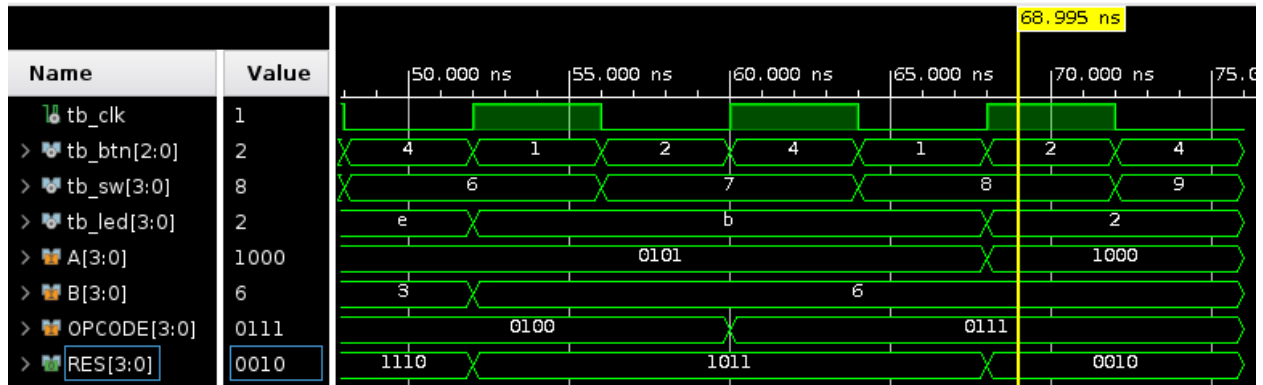 68.995 ns
Name Value 50.000 ns 55.000 ns 60.000 ns 65.000 ns 70.000 ns 75.0
tb_clk 1
tb_btn[2:0] 2 4 1 2 4 1 2 4
tb_sw[3:0] 8 6 7 8 9
tb_led[3:0] 2 e b 2
A[3:0] 1000 0101 1000
B[3:0] 6 3 6
OPCODE[3:0] 0111 0100 0111
RES[3:0] 0010 1110 1011 0010